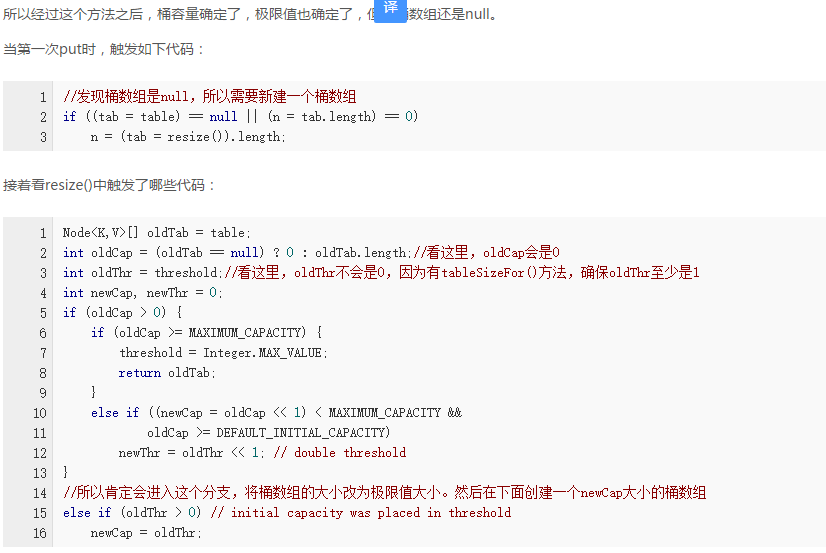 所以经过这个方法之后，桶容量确定了，极限值也确定了，但 数组还是null。
译
当第一次put时，触发如下代码：
1 //发现桶数组是null，所以需要新建一个桶数组
2 if ((tab = table) == null || (n = tab.length) == 0)
3 n = (tab = resize()).length;
接着看resize()中触发了哪些代码：
1 Node<K,V>[] oldTab = table;
2 int oldCap = (oldTab == null) ? 0 : oldTab.length;//看这里，oldCap会是0
3 int oldThr = threshold;//看这里，oldThr不会是0，因为有tableSizeFor()方法，确保oldThr至少是1
4 int newCap, newThr = 0;
5 if (oldCap > 0) {
6 if (oldCap >= MAXIMUM_CAPACITY) {
7 threshold = Integer.MAX_VALUE;
8 return oldTab;
9 }
10 else if ((newCap = oldCap << 1) < MAXIMUM_CAPACITY &&
11 oldCap >= DEFAULT_INITIAL_CAPACITY)
12 newThr = oldThr << 1; // double threshold
13 }
14 //所以肯定会进入这个分支，将桶数组的大小改为极限值大小。然后在下面创建一个newCap大小的桶数组
15 else if (oldThr > 0) // initial capacity was placed in threshold
16 newCap = oldThr;